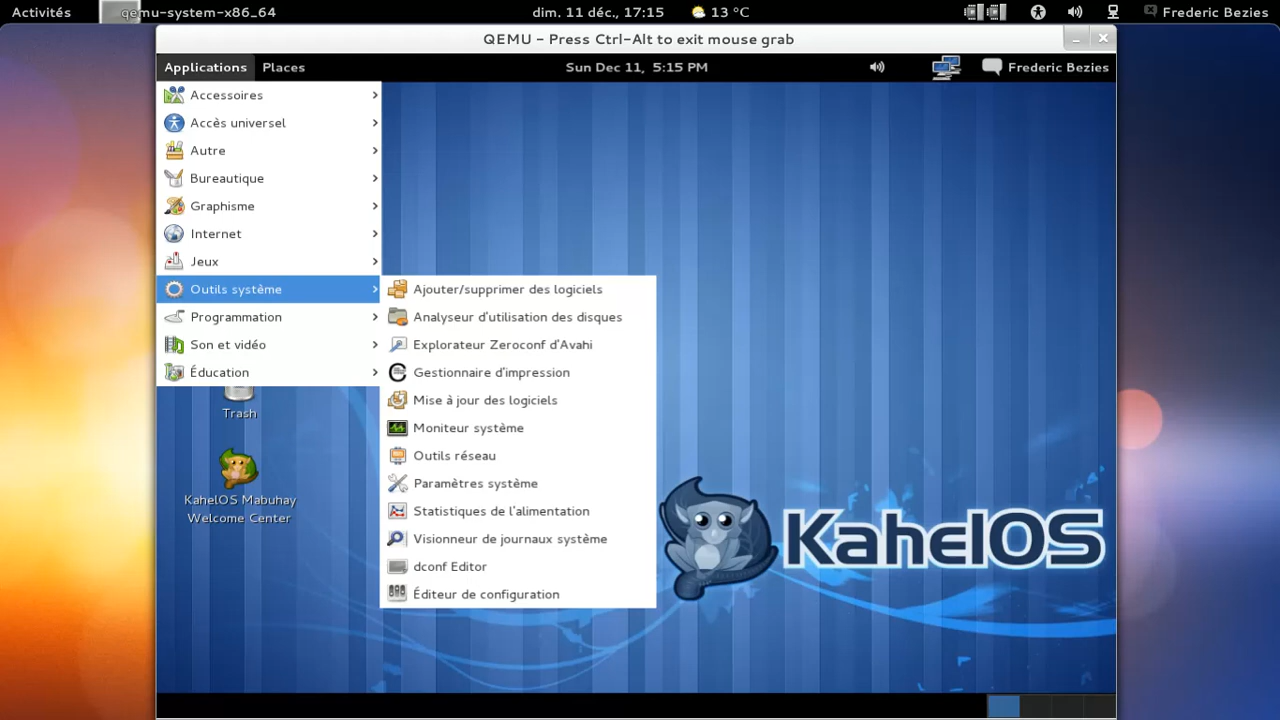 Activités
qemu-system-x86_64
dim. 11 déc., 17:15
13 °C
Frederic Bezies
QEMU - Press Ctrl-Alt to exit mouse grab
Applications
Places
Sun Dec 11, 5:15 PM
Frederic Bezies
Accessoires
Accès universel
Autre
Bureautique
Graphisme
Internet
Jeux
Outils système
Programmation
Son et vidéo
Éducation
Ajouter/supprimer des logiciels
Analyseur d'utilisation des disques
Explorateur Zeroconf d'Avahi
Gestionnaire d'impression
Mise à jour des logiciels
Moniteur système
Outils réseau
Paramètres système
Statistiques de l'alimentation
Visionneur de journaux système
dconf Editor
Éditeur de configuration
Trash
KahelOS Mabuhay
Welcome Center
KahelOS